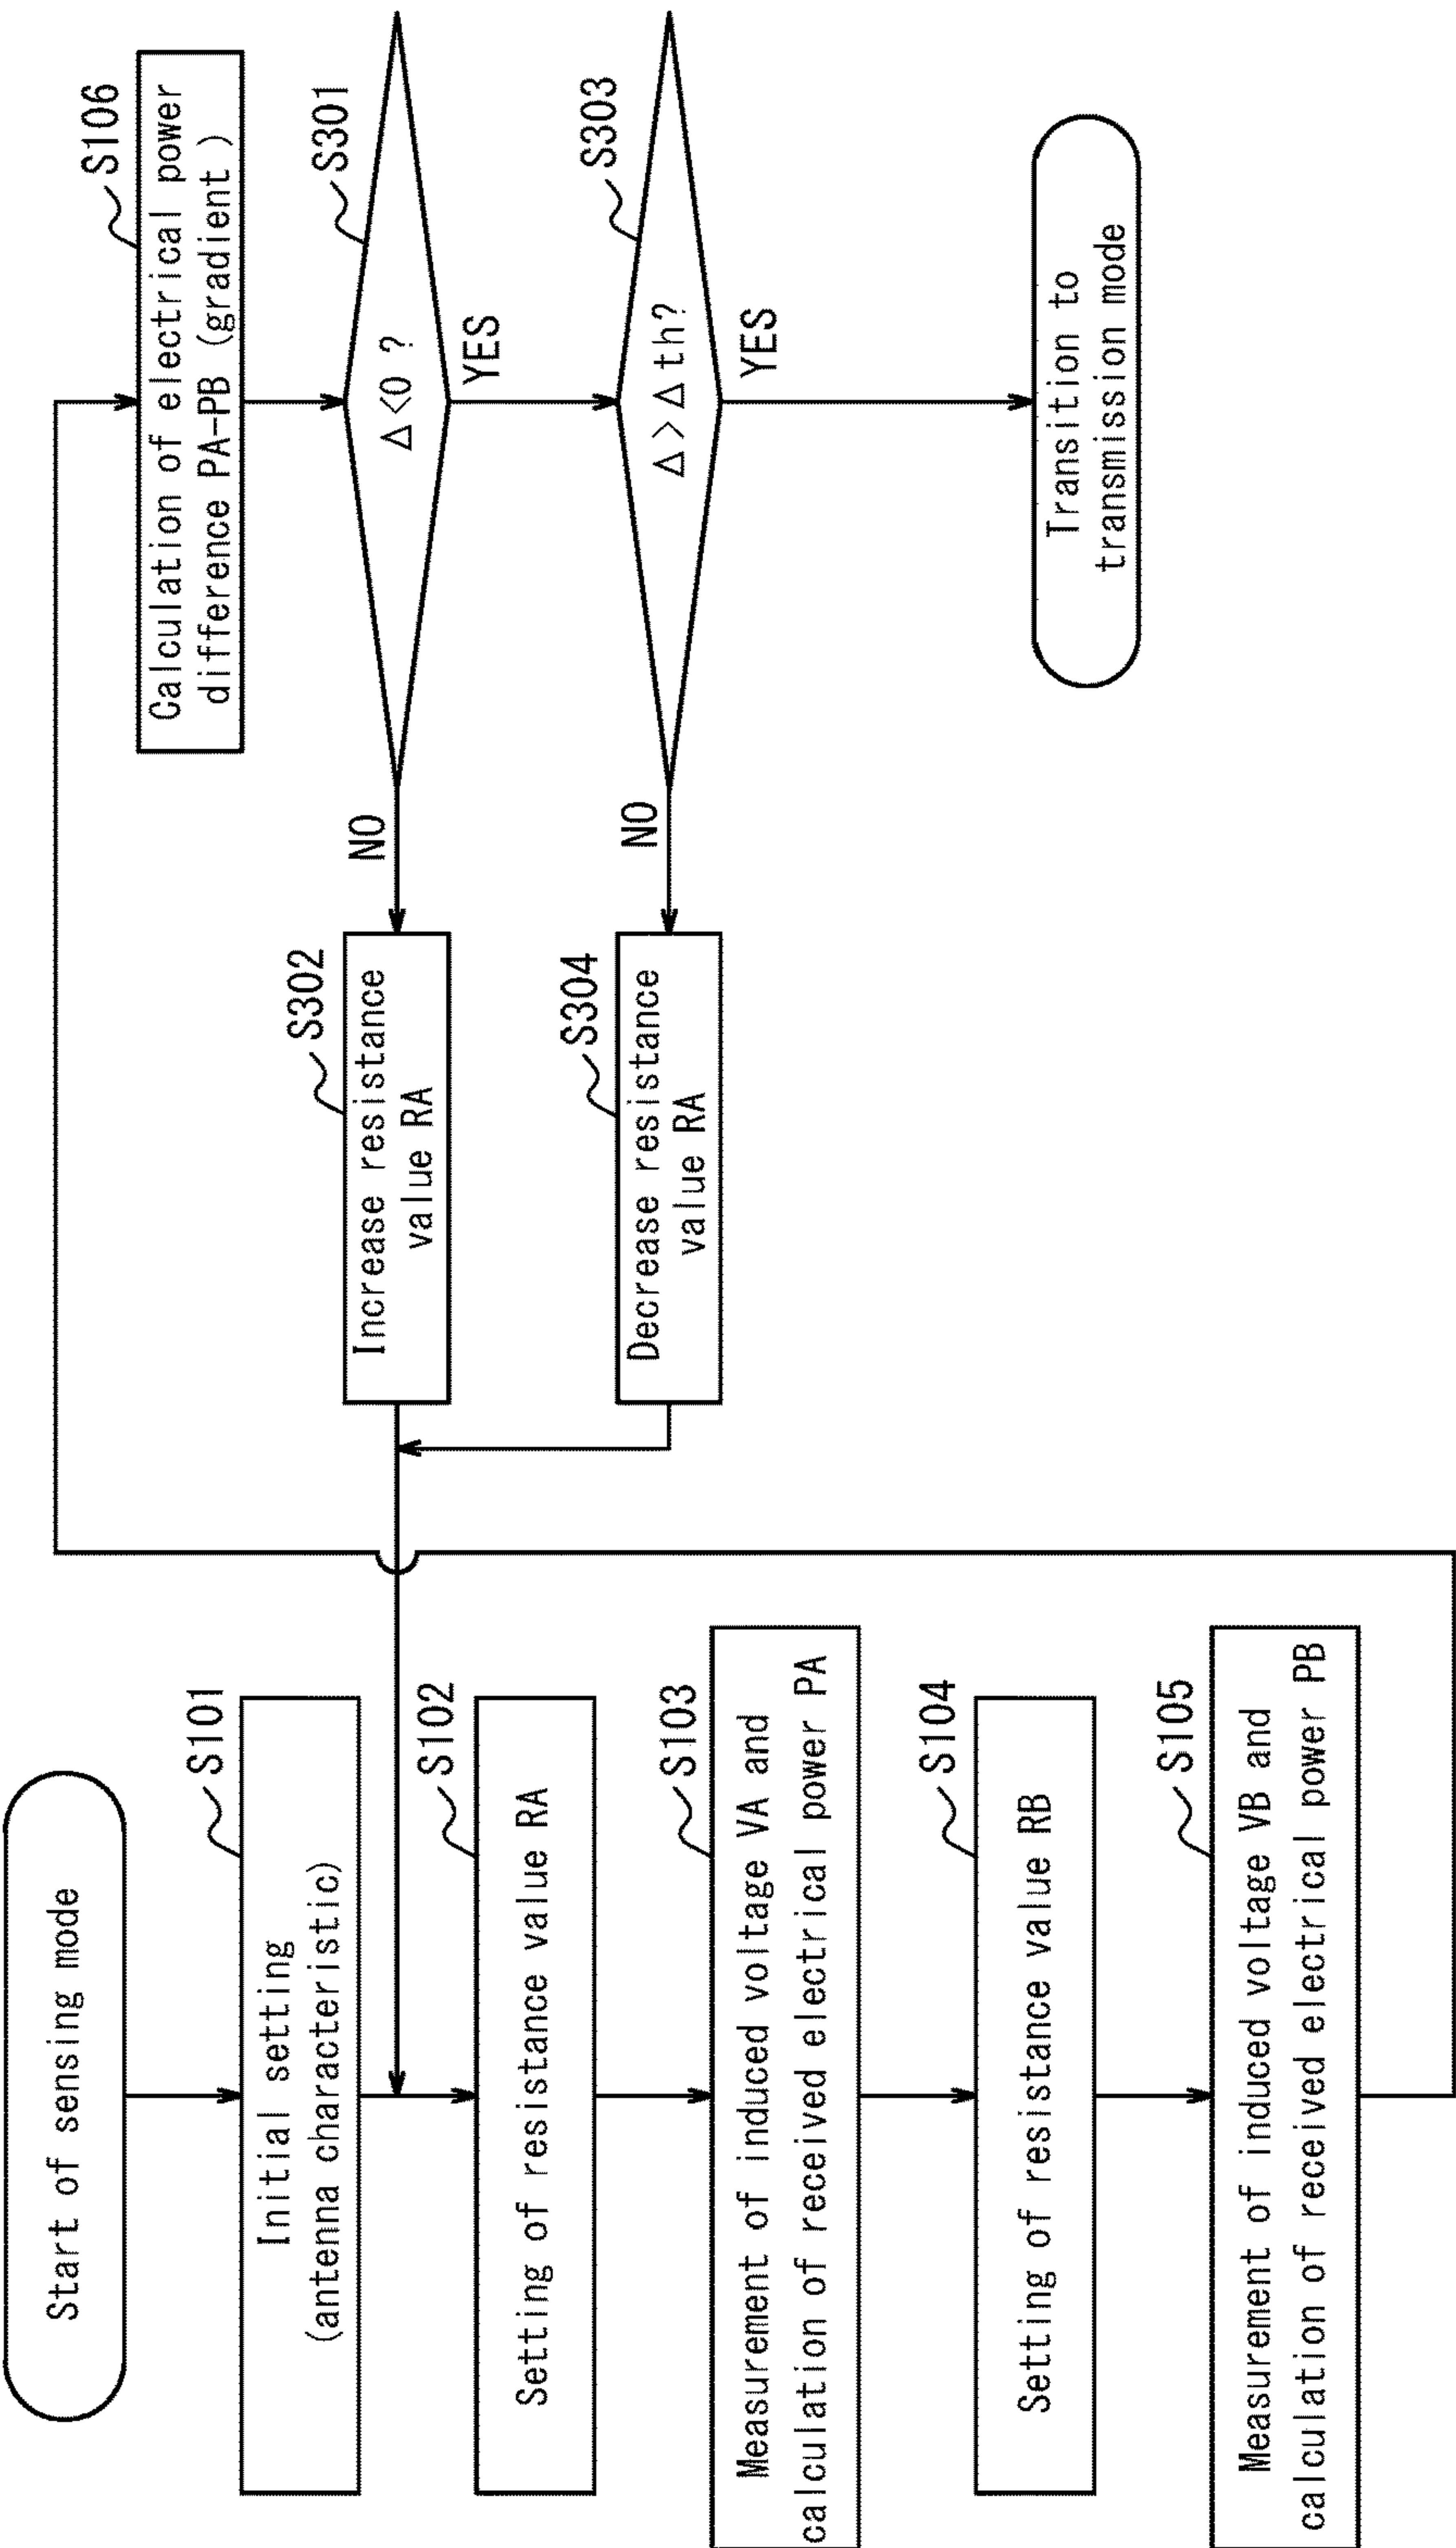 Start of sensing mode
S101
Initial setting
(antenna characteristic)
S102
Setting of resistance value RA
S103
Measurement of induced voltage VA and
calculation of received electrical power PA
S104
Setting of resistance value RB
S105
Measurement of induced voltage VB and
calculation of received electrical power PB
S106
Calculation of electrical power
difference PA-PB (gradient )
S301
Δ<0 ?
NO
YES
S302
Increase resistance
value RA
S303
Δ>Δth?
NO
YES
S304
Decrease resistance
value RA
Transition to
transmission mode